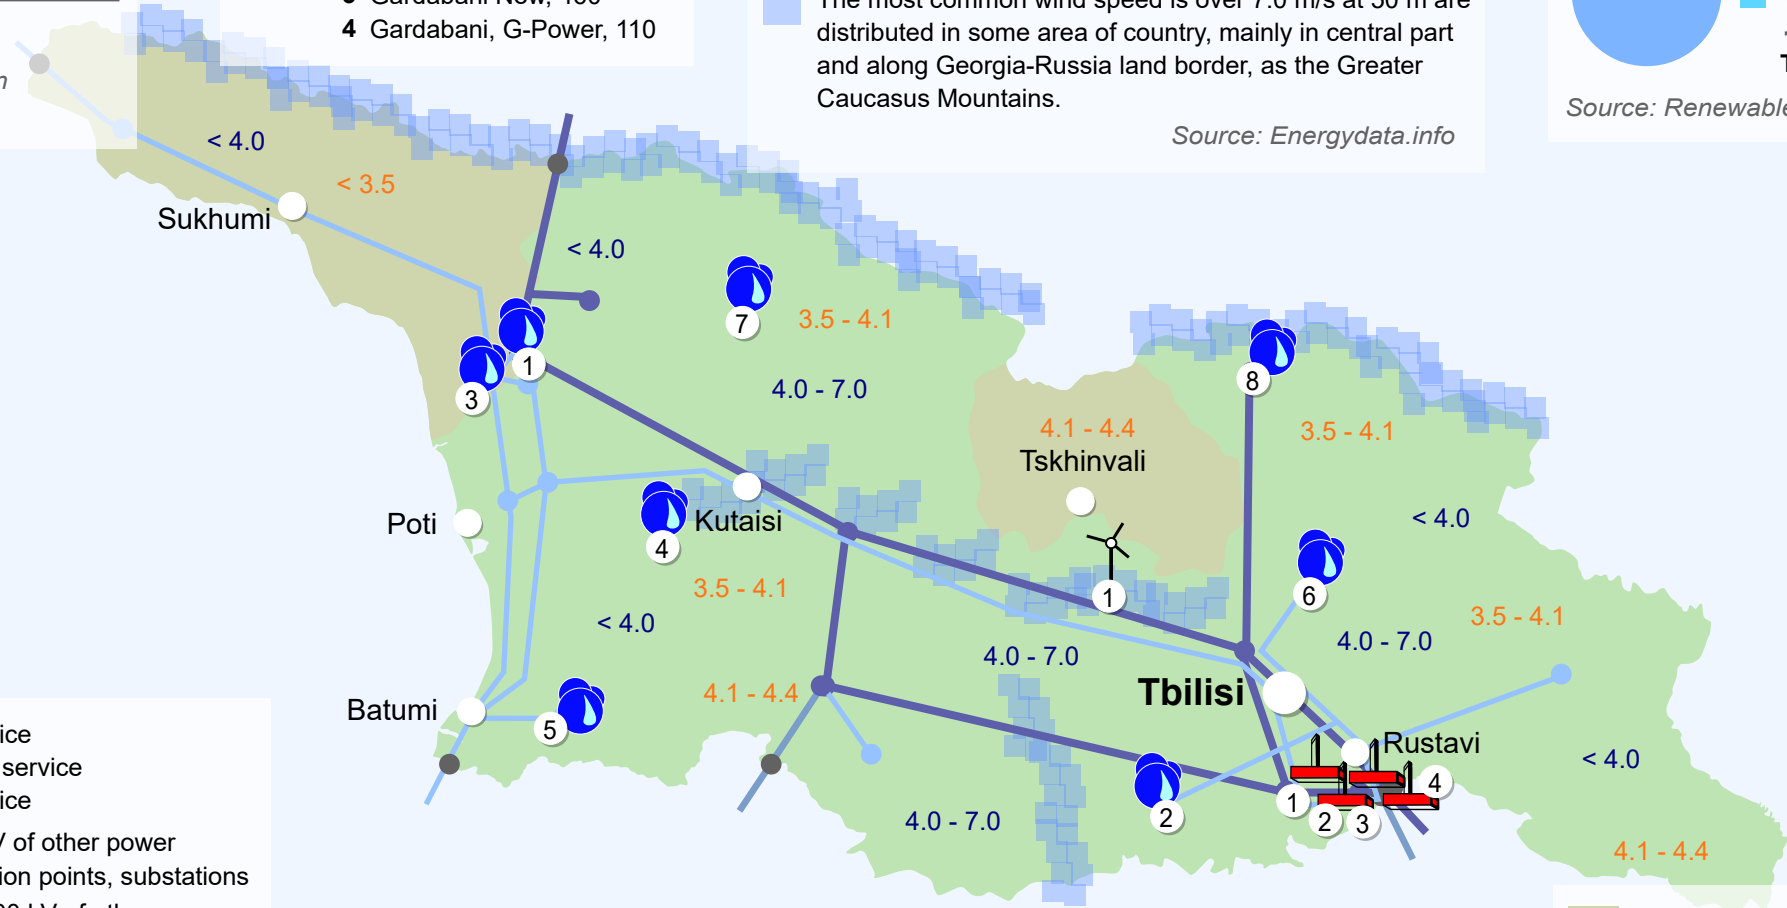 4 Gardabani, G-Power, 110
distributed in some area of country, mainly in central part
and along Georgia-Russia land border, as the Greater
Caucasus Mountains.
Source: Energydata.info
Source: Renewable
< 4.0
< 3.5
Sukhumi
< 4.0
7
3.5 - 4.1
1
3
4.0 - 7.0
8
4.1 - 4.4
3.5 - 4.1
Tskhinvali
Poti
Kutaisi
< 4.0
4
3.5 - 4.1
1
6
< 4.0
3.5 - 4.1
4.0 - 7.0
4.0 - 7.0
4.1 - 4.4
Tbilisi
Batumi
5
Rustavi
< 4.0
4
1
2
2
3
4.0 - 7.0
4.1 - 4.4
service
of other power
points, substations